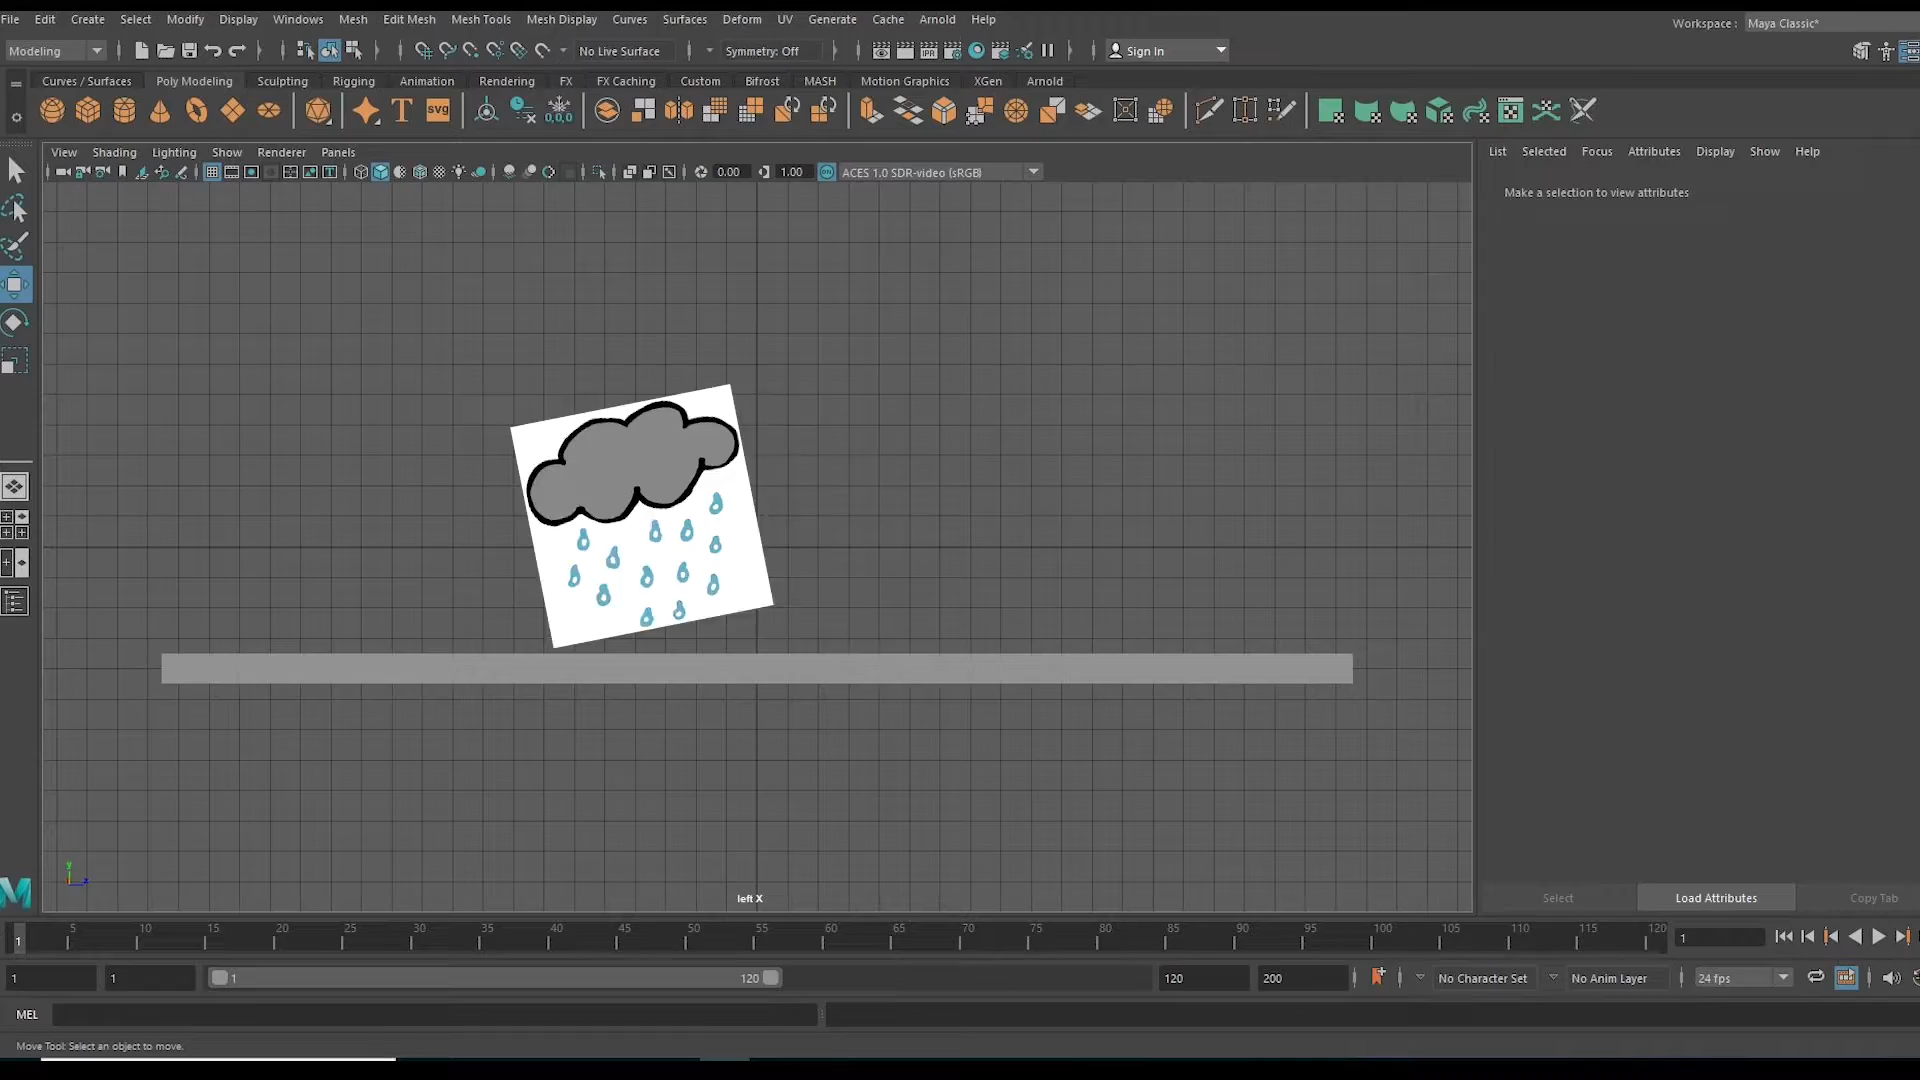 File Edit Create Select Modify Display Windows Mesh Edit Mesh Mesh Tools Mesh Display Curves Surfaces Deform UV Generate Cache Arnold Help
Workspace : Maya Classic*
Modeling No Live Surface Symmetry: Off Sign In
Curves / Surfaces Poly Modeling Sculpting Rigging Animation Rendering FX FX Caching Custom Bifrost MASH Motion Graphics XGen Arnold
T svg 0,0,0
View Shading Lighting Show Renderer Panels
List Selected Focus Attributes Display Show Help
0.00 1.00 ON ACES 1.0 SDR-video (sRGB)
Make a selection to view attributes
y
z
left X
Select Load Attributes Copy Tab
5 10 15 20 25 30 35 40 45 50 55 60 65 70 75 80 85 90 95 100 105 110 115 120
1 1
1 1 1 120 120 200 No Character Set No Anim Layer 24 fps
MEL
Move Tool: Select an object to move.